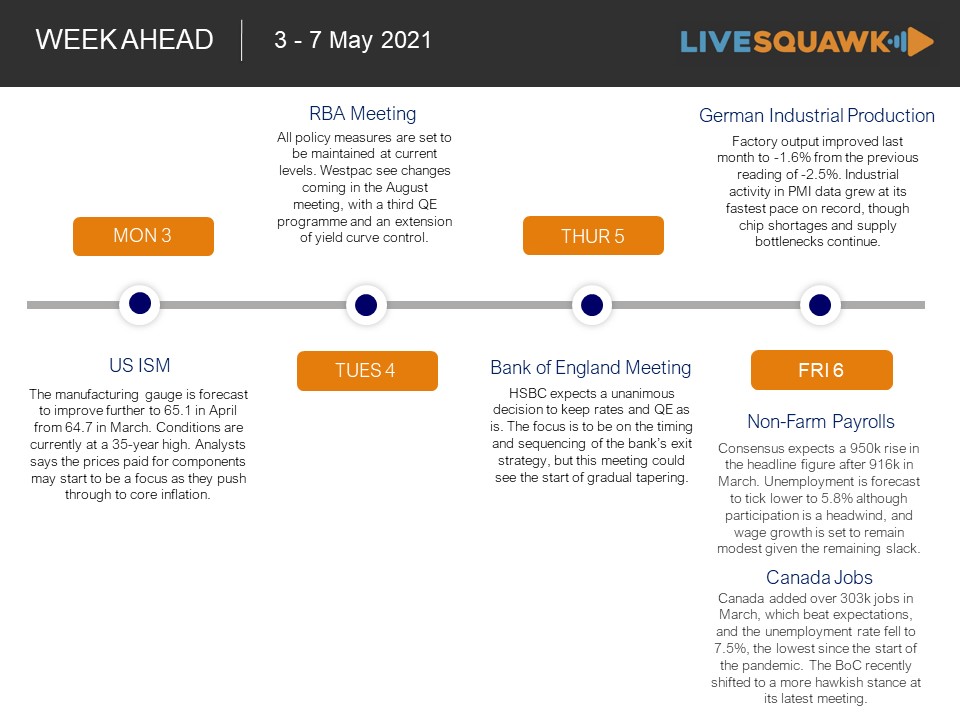 WEEK AHEAD
3 - 7 May 2021
LIVESQUAWK
MON 3
US ISM
The manufacturing gauge is forecast
to improve further to 65.1 in April
from 64.7 in March. Conditions are
currently at a 35-year high. Analysts
says the prices paid for components
may start to be a focus as they push
through to core inflation.
RBA Meeting
All policy measures are set to
be maintained at current
levels. Westpac see changes
coming in the August
meeting, with a third QE
programme and an extension
of yield curve control.
TUES 4
THUR 5
Bank of England Meeting
HSBC expects a unanimous
decision to keep rates and QE as
is. The focus is to be on the timing
and sequencing of the bank's exit
strategy, but this meeting could
see the start of gradual tapering.
German Industrial Production
Factory output improved last
month to -1.6% from the previous
reading of -2.5%. Industrial
activity in PMI data grew at its
fastest pace on record, though
chip shortages and supply
bottlenecks continue.
FRI 6
Non-Farm Payrolls
Consensus expects a 950k rise in
the headline figure after 916k in
March. Unemployment is forecast
to tick lower to 5.8% although
participation is a headwind, and
wage growth is set to remain
modest given the remaining slack.
Canada Jobs
Canada added over 303k jobs in
March, which beat expectations,
and the unemployment rate fell to
7.5%, the lowest since the start of
the pandemic. The BoC recently
shifted to a more hawkish stance at
its latest meeting.